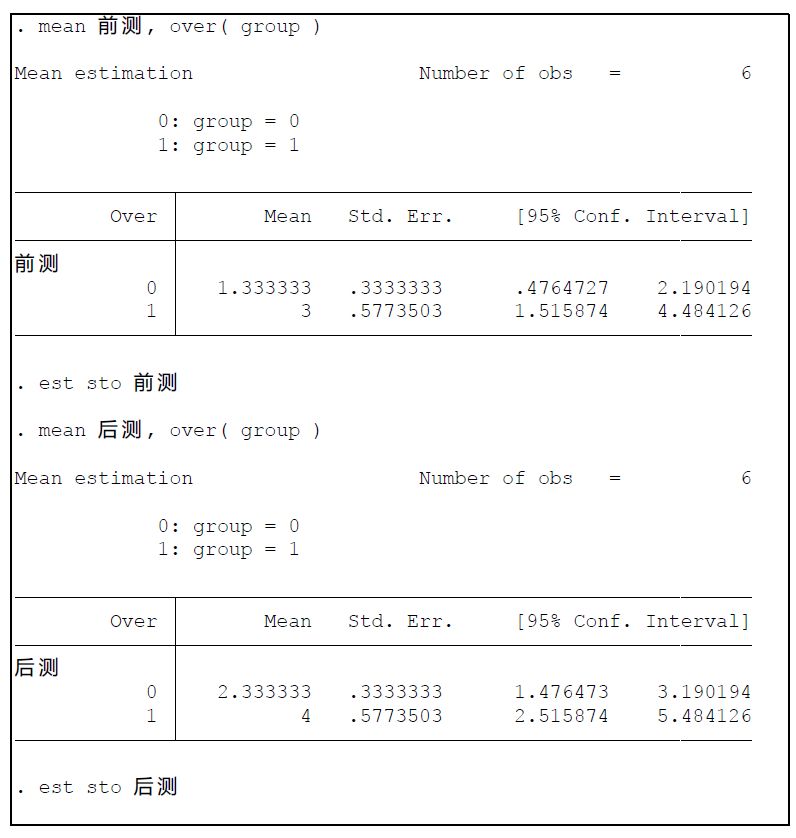 . mean 前测, over( group )
Mean estimation Number of obs = 6
0: group = 0
1: group = 1
Over Mean Std. Err. [95% Conf. Interval]
前测
0 1.333333 .3333333 .4764727 2.190194
1 3 .5773503 1.515874 4.484126
. est sto 前测
. mean 后测, over( group )
Mean estimation Number of obs = 6
0: group = 0
1: group = 1
Over Mean Std. Err. [95% Conf. Interval]
后测
0 2.333333 .3333333 1.476473 3.190194
1 4 .5773503 2.515874 5.484126
. est sto 后测